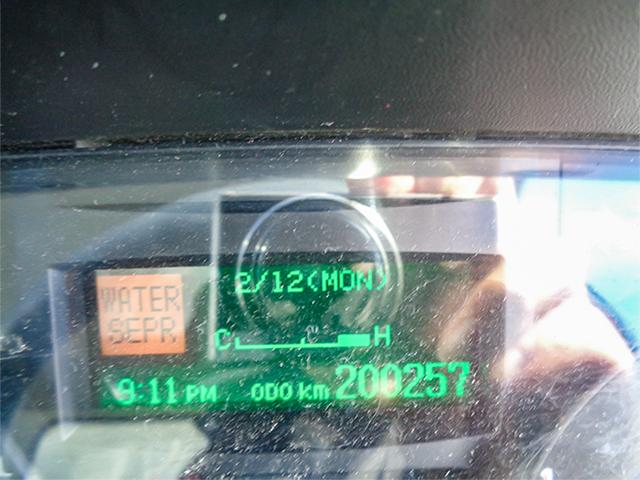 2/12(MON)
WATER
SEPR
C H
9:11 PM ODO km 200257